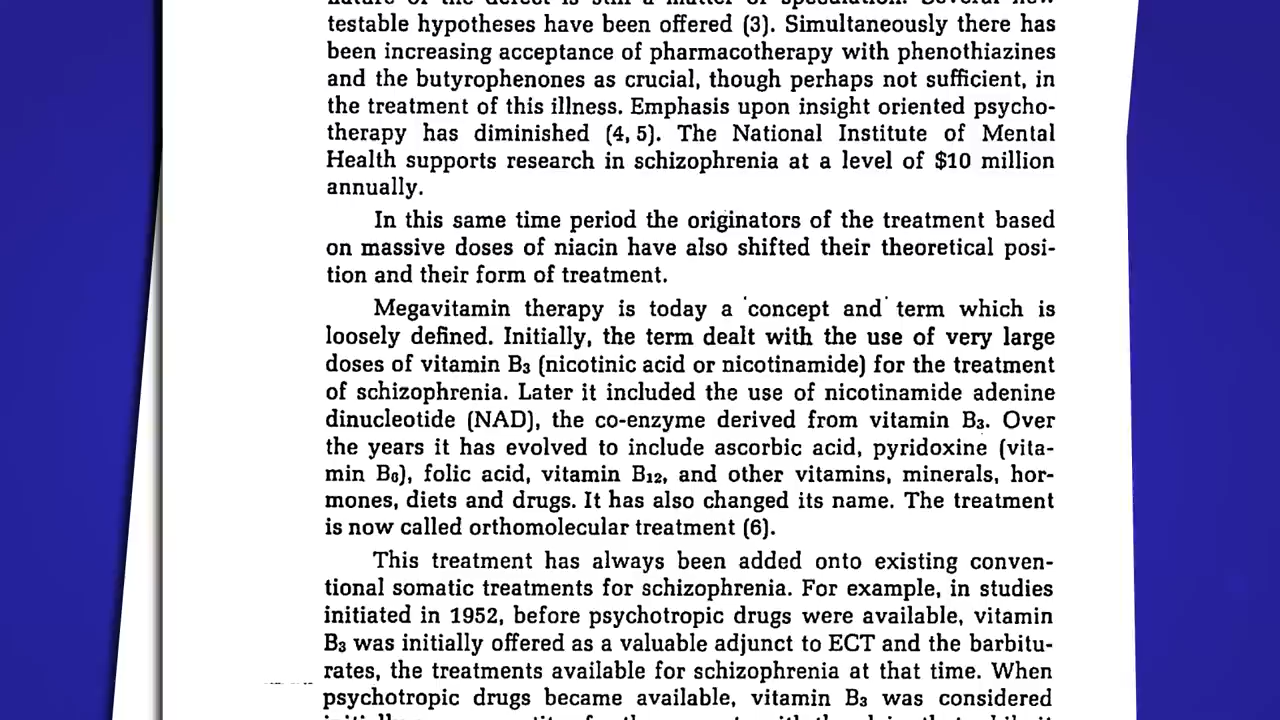 testable hypotheses have been offered (3). Simultaneously there has
been increasing acceptance of pharmacotherapy with phenothiazines
and the butyrophenones as crucial, though perhaps not sufficient, in
the treatment of this illness. Emphasis upon insight oriented psycho-
therapy has diminished (4, 5). The National Institute of Mental
Health supports research in schizophrenia at a level of $10 million
annually.
In this same time period the originators of the treatment based
on massive doses of niacin have also shifted their theoretical posi-
tion and their form of treatment.
Megavitamin therapy is today a concept and term which is
loosely defined. Initially, the term dealt with the use of very large
doses of vitamin B₃ (nicotinic acid or nicotinamide) for the treatment
of schizophrenia. Later it included the use of nicotinamide adenine
dinucleotide (NAD), the co-enzyme derived from vitamin B₃. Over
the years it has evolved to include ascorbic acid, pyridoxine (vita-
min B₆), folic acid, vitamin B₁₂, and other vitamins, minerals, hor-
mones, diets and drugs. It has also changed its name. The treatment
is now called orthomolecular treatment (6).
This treatment has always been added onto existing conven-
tional somatic treatments for schizophrenia. For example, in studies
initiated in 1952, before psychotropic drugs were available, vitamin
B₃ was initially offered as a valuable adjunct to ECT and the barbitu-
rates, the treatments available for schizophrenia at that time. When
psychotropic drugs became available, vitamin B₃ was considered